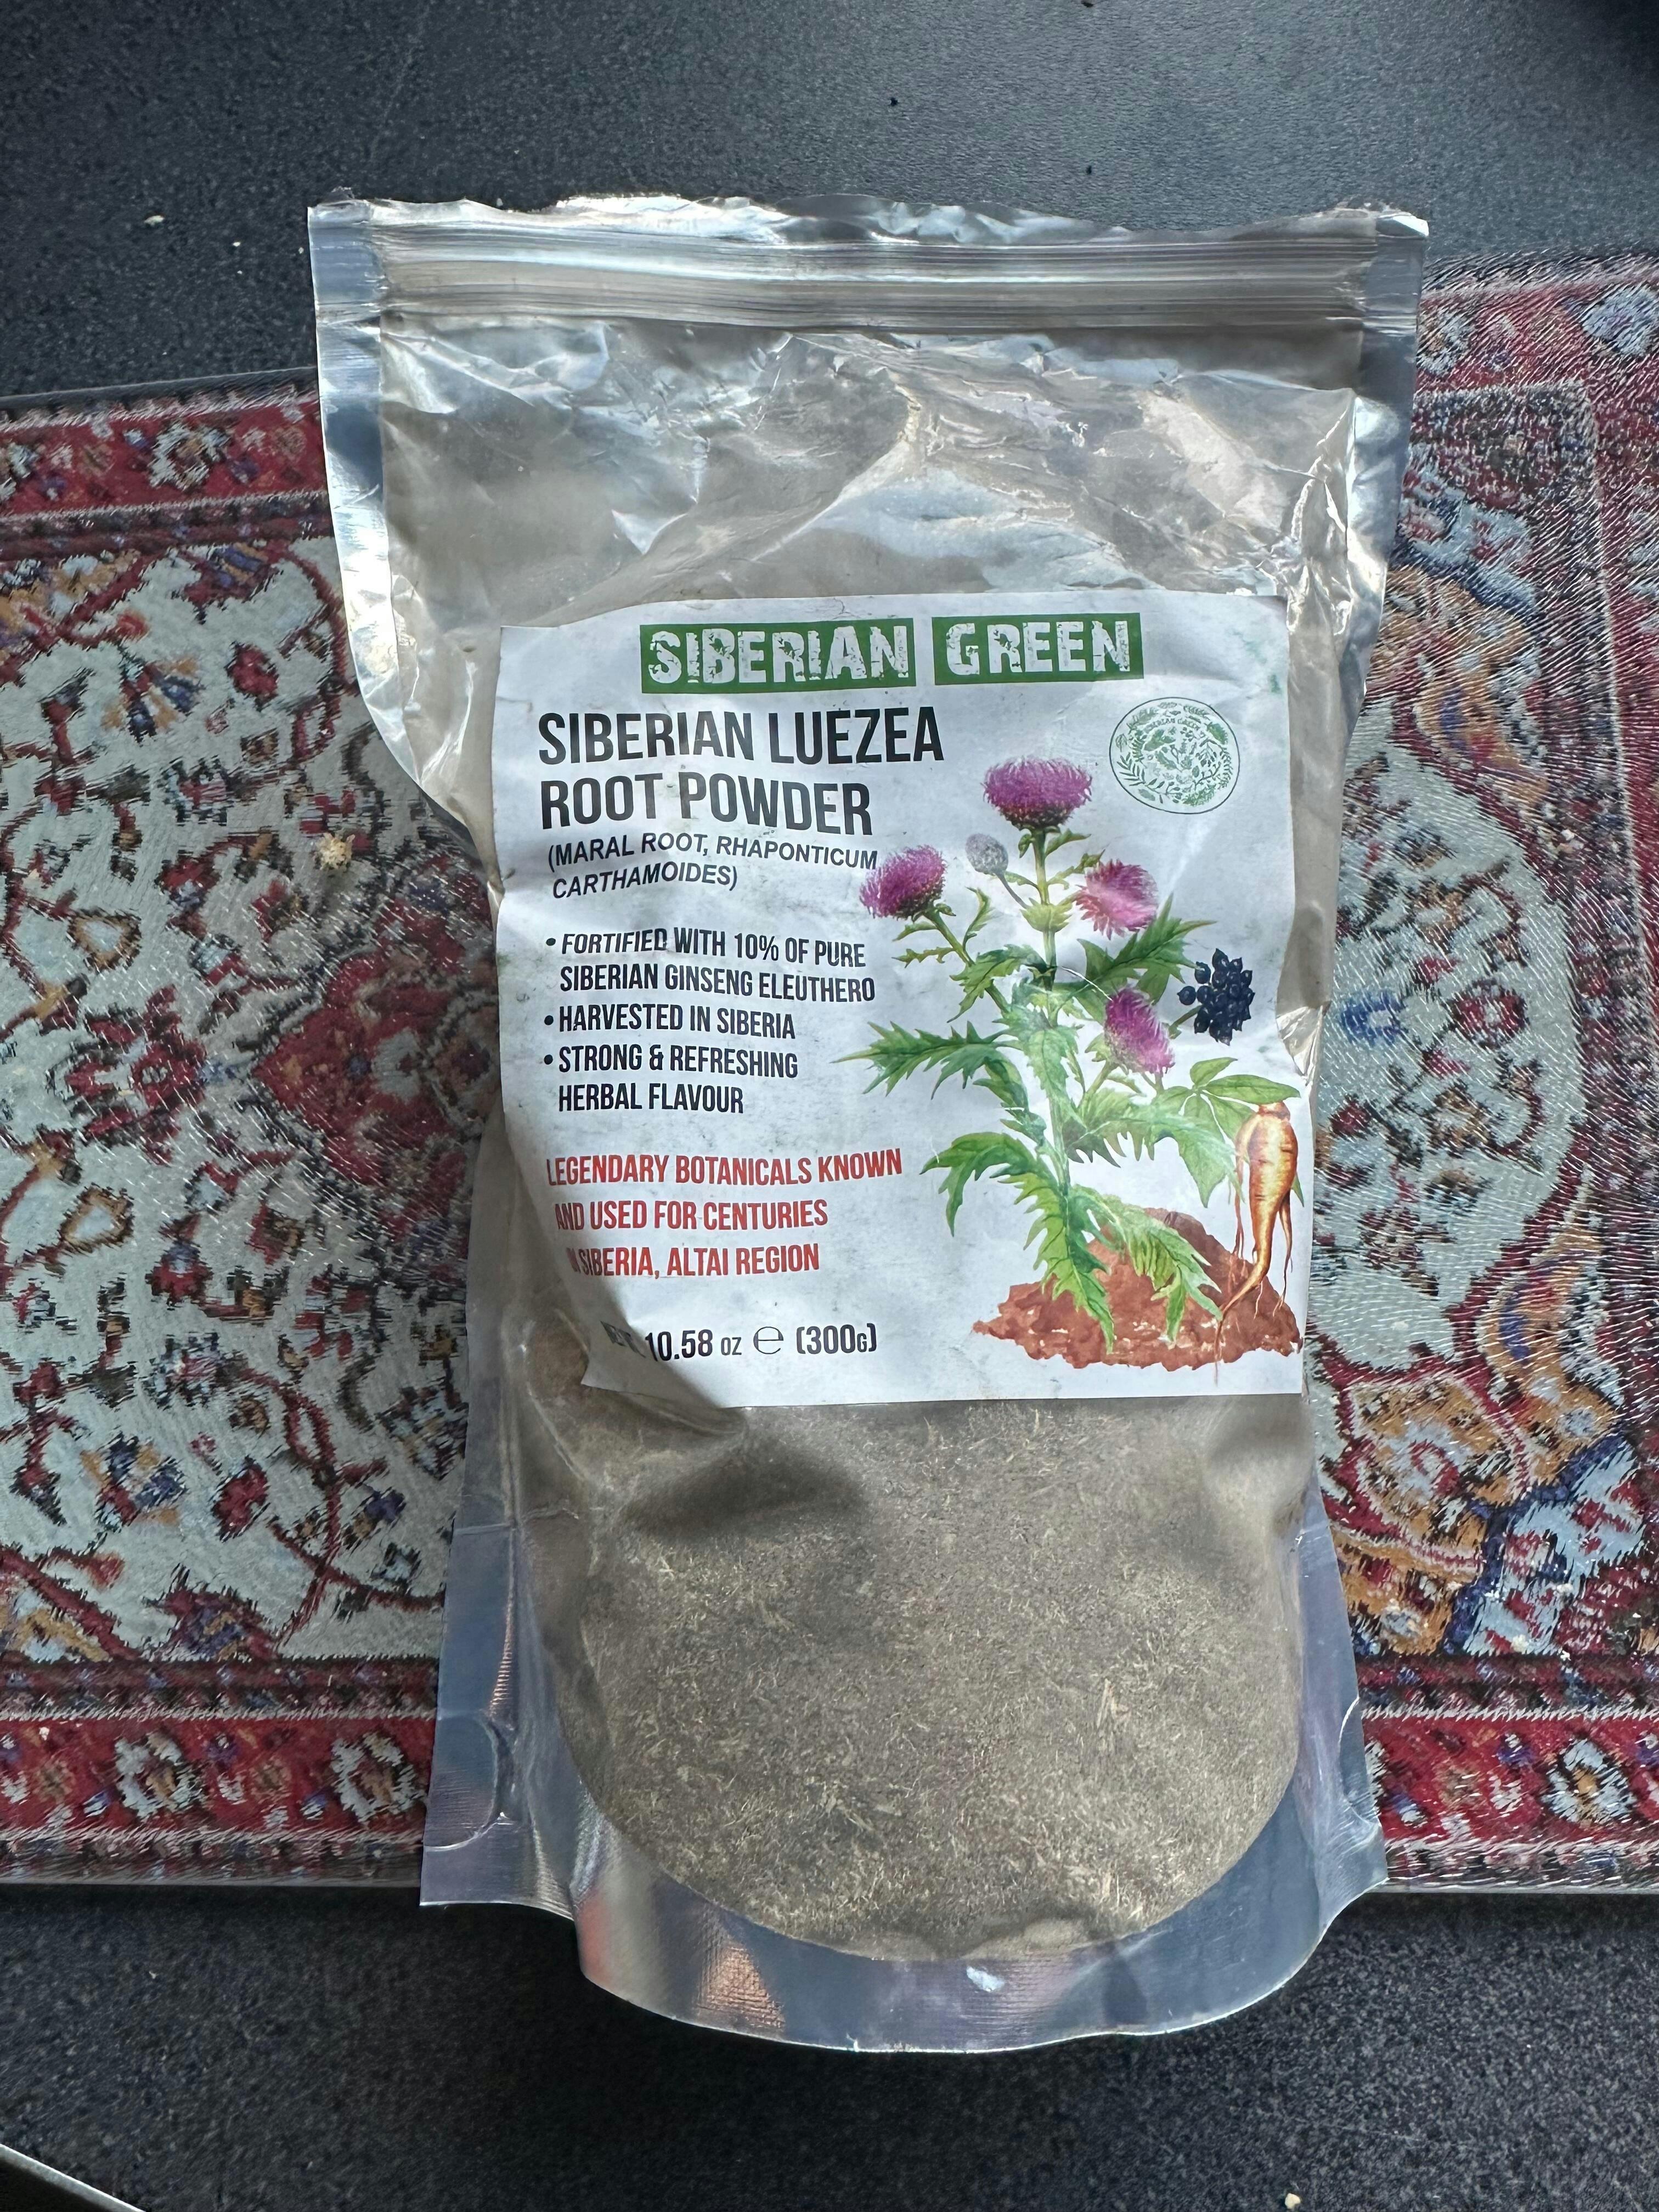 SIBERIAN GREEN
SIBERIAN LUEZEA
ROOT POWDER
(MARAL ROOT, RHAPONTICUM
CARTHAMOIDES)
• FORTIFIED WITH 10% OF PURE
SIBERIAN GINSENG ELEUTHERO
• HARVESTED IN SIBERIA
• STRONG & REFRESHING
HERBAL FLAVOUR
LEGENDARY BOTANICALS KNOWN
AND USED FOR CENTURIES
IN SIBERIA, ALTAI REGION
10.58 OZ ℮ (300G)